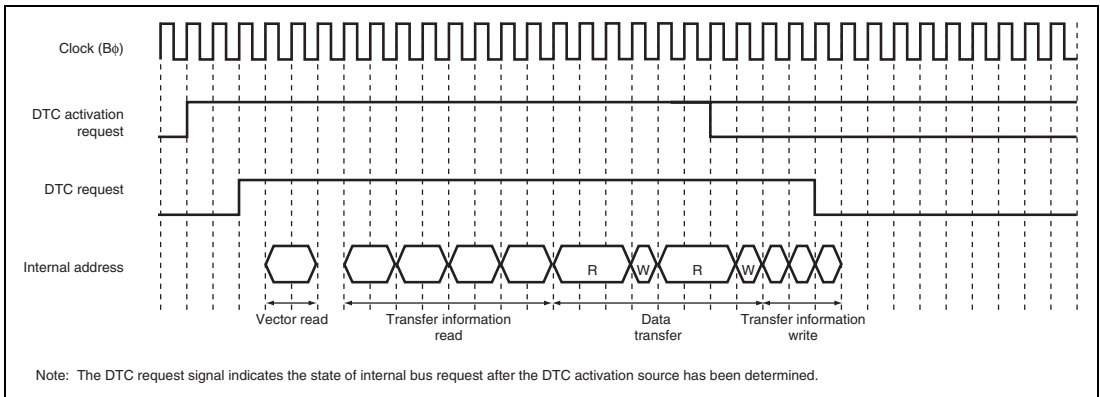 Clock (Bφ)
DTC activation
request
DTC request
Internal address
R
W
R
W
Vector read
Transfer information
read
Data
transfer
Transfer information
write
Note: The DTC request signal indicates the state of internal bus request after the DTC activation source has been determined.